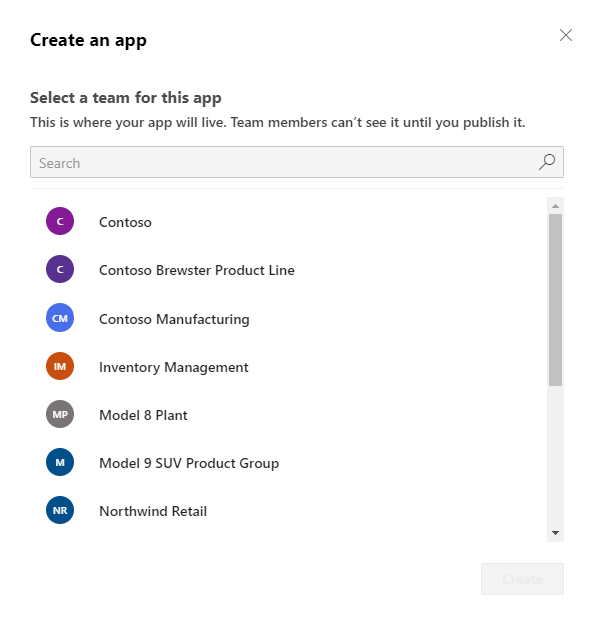 Create an app
Select a team for this app
This is where your app will live. Team members can’t see it until you publish it.
Search
C Contoso
C Contoso Brewster Product Line
CM Contoso Manufacturing
IM Inventory Management
MP Model 8 Plant
M Model 9 SUV Product Group
NR Northwind Retail
Create